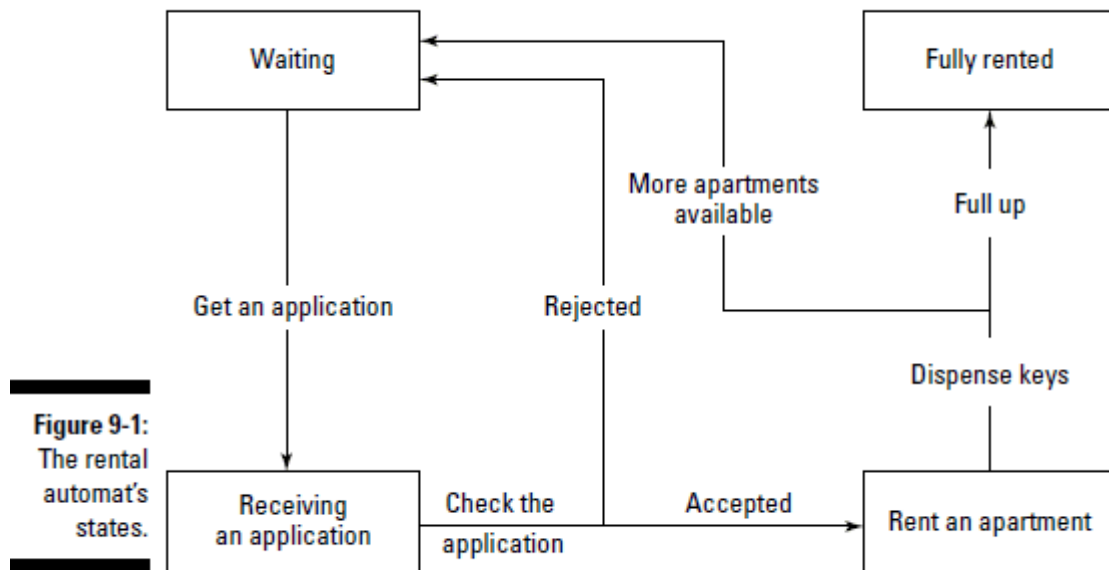 Waiting
Fully rented
More apartments
available
Full up
Get an application
Rejected
Dispense keys
Figure 9-1:
The rental
automat's
states.
Receiving
an application
Check the
application
Accepted
Rent an apartment